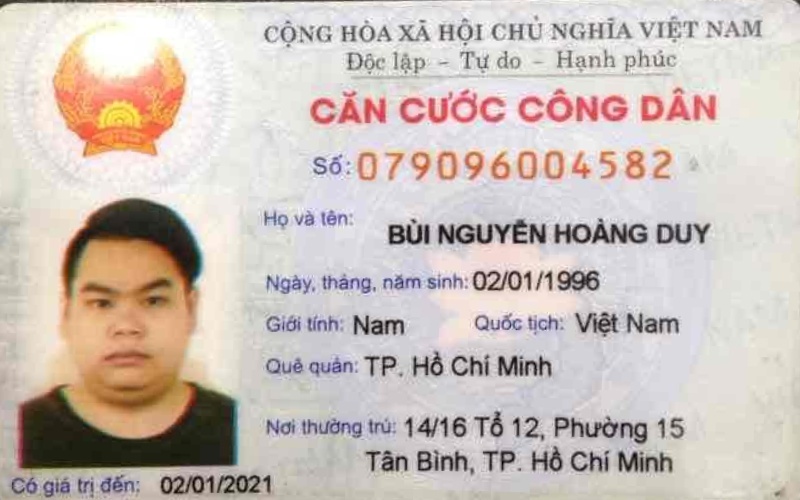 CỘNG HÒA XÃ HỘI CHỦ NGHĨA VIỆT NAM
Độc lập - Tự do - Hạnh phúc
CĂN CƯỚC CÔNG DÂN
Số: 079096004582
Họ và tên: BÙI NGUYỄN HOÀNG DUY
Ngày, tháng, năm sinh: 02/01/1996
Giới tính: Nam Quốc tịch: Việt Nam
Quê quán: TP. Hồ Chí Minh
Nơi thường trú: 14/16 Tổ 12, Phường 15
Tân Bình, TP. Hồ Chí Minh
Có giá trị đến: 02/01/2021